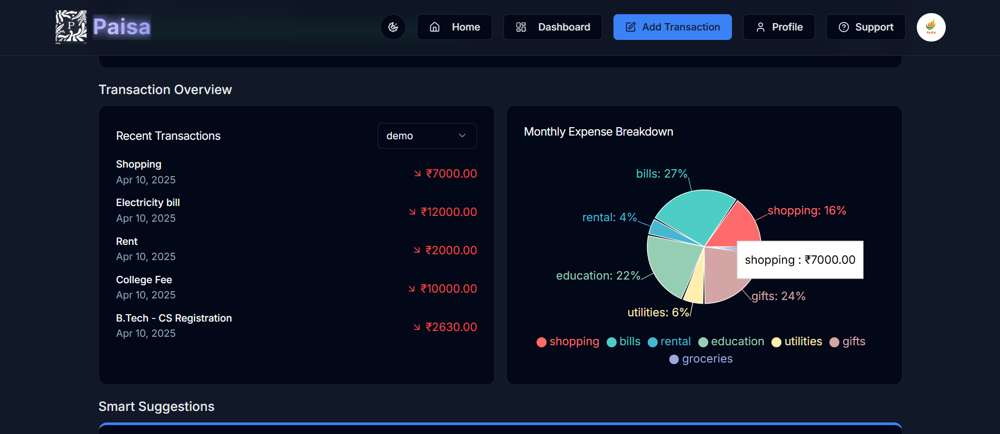 P
Paisa
Home
Dashboard
Add Transaction
Profile
Support
PAISA
Transaction Overview
Recent Transactions
demo
Shopping
Apr 10, 2025
₹7000.00
Electricity bill
Apr 10, 2025
₹12000.00
Rent
Apr 10, 2025
₹2000.00
College Fee
Apr 10, 2025
₹10000.00
B.Tech - CS Registration
Apr 10, 2025
₹2630.00
Monthly Expense Breakdown
bills: 27%
shopping: 16%
rental: 4%
shopping : ₹7000.00
education: 22%
gifts: 24%
utilities: 6%
shopping bills rental education utilities gifts
groceries
Smart Suggestions